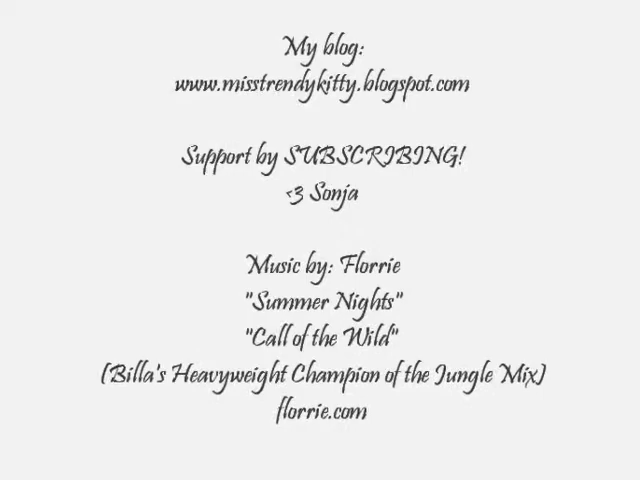 My blog:
www.misstrendykitty.blogspot.com
Support by SUBSCRIBING!
<3 Sonja
Music by: Florrie
"Summer Nights"
"Call of the Wild"
(Billa's Heavyweight Champion of the Jungle Mix)
florrie.com